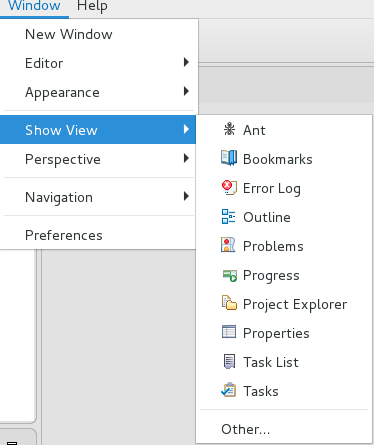 Window Help
New Window
Editor
Appearance
Show View
Perspective
Navigation
Preferences
Ant
Bookmarks
Error Log
Outline
Problems
Progress
Project Explorer
Properties
Task List
Tasks
Other...